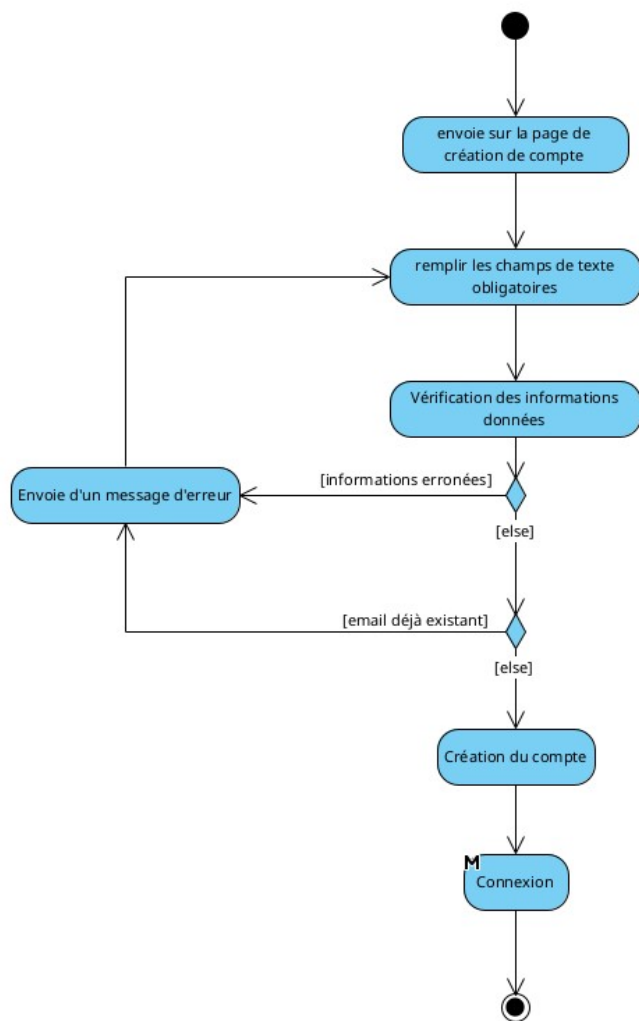 envoie sur la page de
création de compte
remplir les champs de texte
obligatoires
Vérification des informations
données
[informations erronées]
Envoie d'un message d'erreur
[else]
[email déjà existant]
[else]
Création du compte
M
Connexion